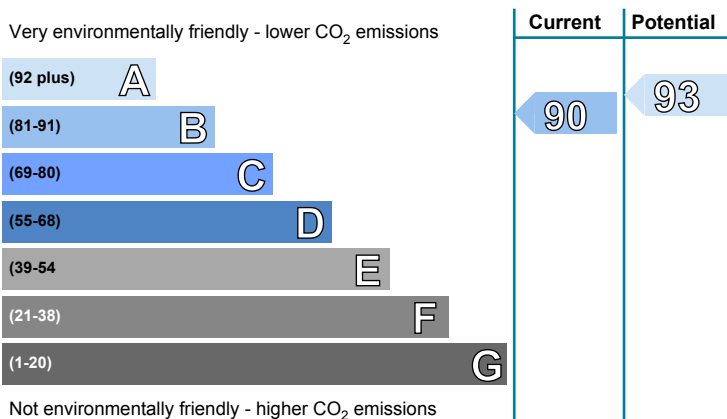 Very environmentally friendly - lower CO2 emissions
Current
Potential
(92 plus) A
(81-91) B
(69-80) C
(55-68) D
(39-54 E
(21-38) F
(1-20) G
90
93
Not environmentally friendly - higher CO2 emissions